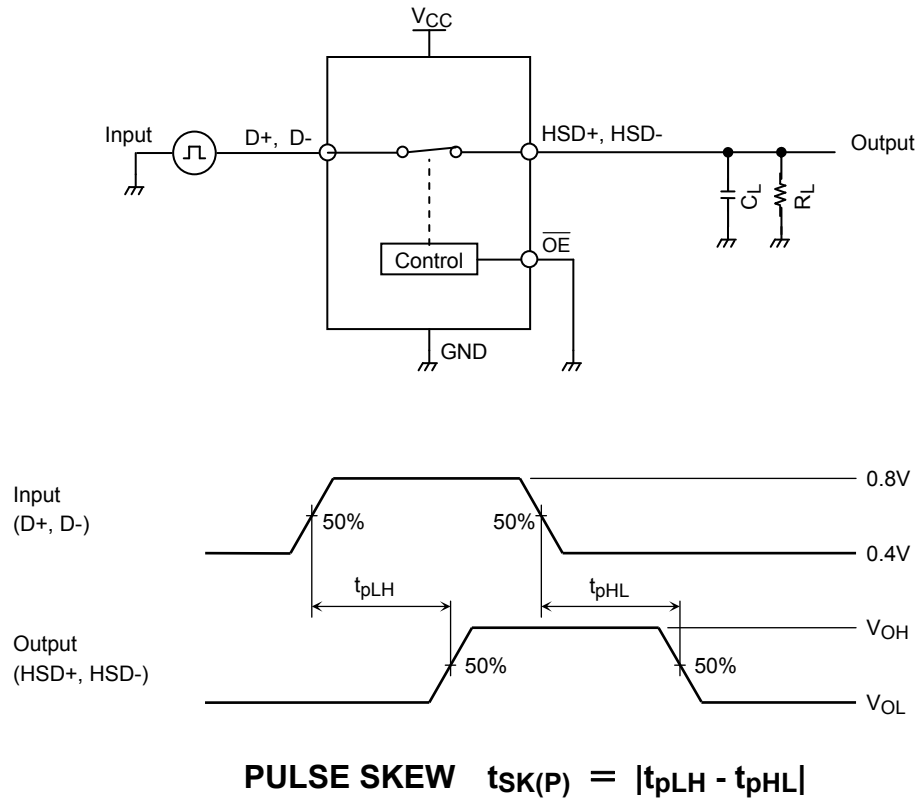 VCC
Input
D+, D-
HSD+, HSD-
Output
CL
RL
OE
Control
GND
Input
(D+, D-)
50%
50%
0.8V
0.4V
tpLH
tpHL
Output
(HSD+, HSD-)
50%
50%
VOH
VOL
PULSE SKEW tSK(P) = |tpLH - tpHL|